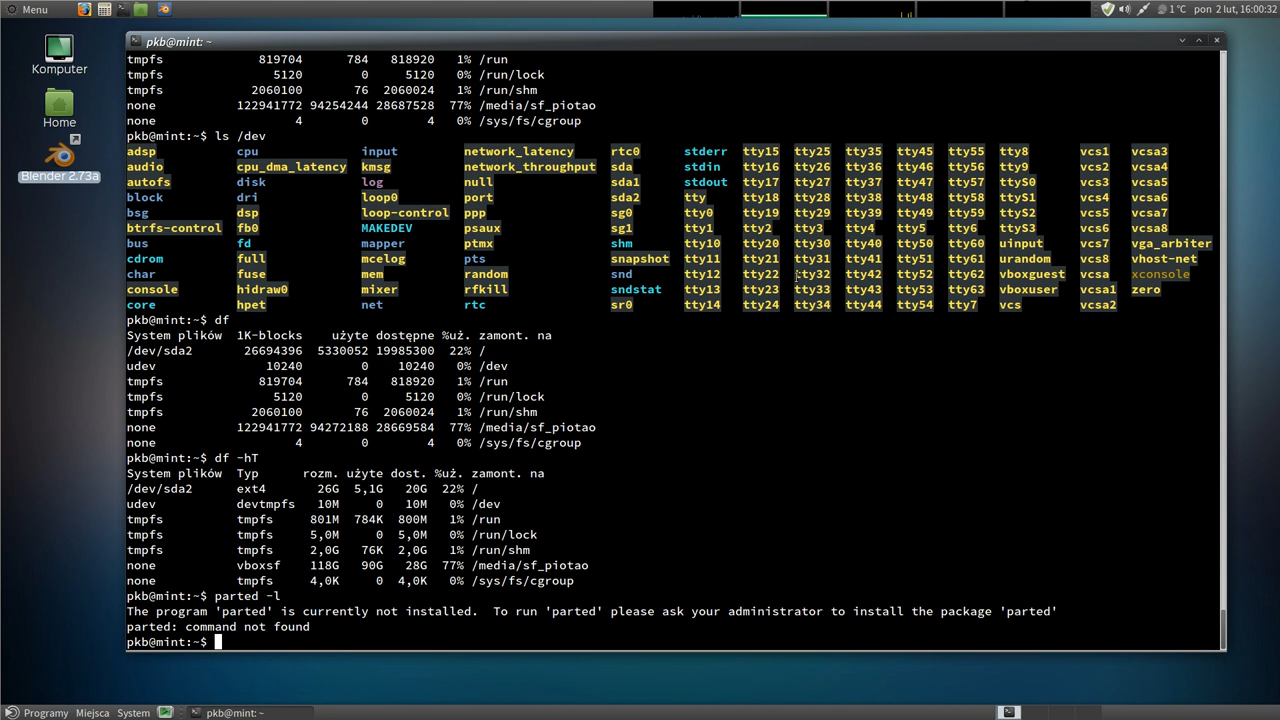 Menu
1 °C pon 2 lut, 16:00:32
Komputer
Home
Blender 2.73a
pkb@mint: ~
tmpfs 819704 784 818920 1% /run
tmpfs 5120 0 5120 0% /run/lock
tmpfs 2060100 76 2060024 1% /run/shm
none 122941772 94254244 28687528 77% /media/sf_piotao
none 4 0 4 0% /sys/fs/cgroup
pkb@mint:~$ ls /dev
adsp cpu input network_latency rtc0 stderr tty15 tty25 tty35 tty45 tty55 tty8 vcs1 vcsa3
audio cpu_dma_latency kmsg network_throughput sda stdin tty16 tty26 tty36 tty46 tty56 tty9 vcs2 vcsa4
autofs disk log null sda1 stdout tty17 tty27 tty37 tty47 tty57 ttyS0 vcs3 vcsa5
block dri loop0 port sda2 tty tty18 tty28 tty38 tty48 tty58 ttyS1 vcs4 vcsa6
bsg dsp loop-control ppp sg0 tty0 tty19 tty29 tty39 tty49 tty59 ttyS2 vcs5 vcsa7
btrfs-control fb0 MAKEDEV psaux sg1 tty1 tty2 tty3 tty4 tty5 tty6 ttyS3 vcs6 vcsa8
bus fd mapper ptmx shm tty10 tty20 tty30 tty40 tty50 tty60 uinput vcs7 vga_arbiter
cdrom full mcelog pts snapshot tty11 tty21 tty31 tty41 tty51 tty61 urandom vcs8 vhost-net
char fuse mem random snd tty12 tty22 tty32 tty42 tty52 tty62 vboxguest vcsa xconsole
console hidraw0 mixer rfkill sndstat tty13 tty23 tty33 tty43 tty53 tty63 vboxuser vcsa1 zero
core hpet net rtc sr0 tty14 tty24 tty34 tty44 tty54 tty7 vcs vcsa2
pkb@mint:~$ df
System plików 1K-blocks użyte dostępne %uż. zamont. na
/dev/sda2 26694396 5330052 19985300 22% /
udev 10240 0 10240 0% /dev
tmpfs 819704 784 818920 1% /run
tmpfs 5120 0 5120 0% /run/lock
tmpfs 2060100 76 2060024 1% /run/shm
none 122941772 94272188 28669584 77% /media/sf_piotao
none 4 0 4 0% /sys/fs/cgroup
pkb@mint:~$ df -hT
System plików Typ rozm. użyte dost. %uż. zamont. na
/dev/sda2 ext4 26G 5,1G 20G 22% /
udev devtmpfs 10M 0 10M 0% /dev
tmpfs tmpfs 801M 784K 800M 1% /run
tmpfs tmpfs 5,0M 0 5,0M 0% /run/lock
tmpfs tmpfs 2,0G 76K 2,0G 1% /run/shm
none vboxsf 118G 90G 28G 77% /media/sf_piotao
none tmpfs 4,0K 0 4,0K 0% /sys/fs/cgroup
pkb@mint:~$ parted -l
The program 'parted' is currently not installed. To run 'parted' please ask your administrator to install the package 'parted'
parted: command not found
pkb@mint:~$
Programy Miejsca System pkb@mint: ~